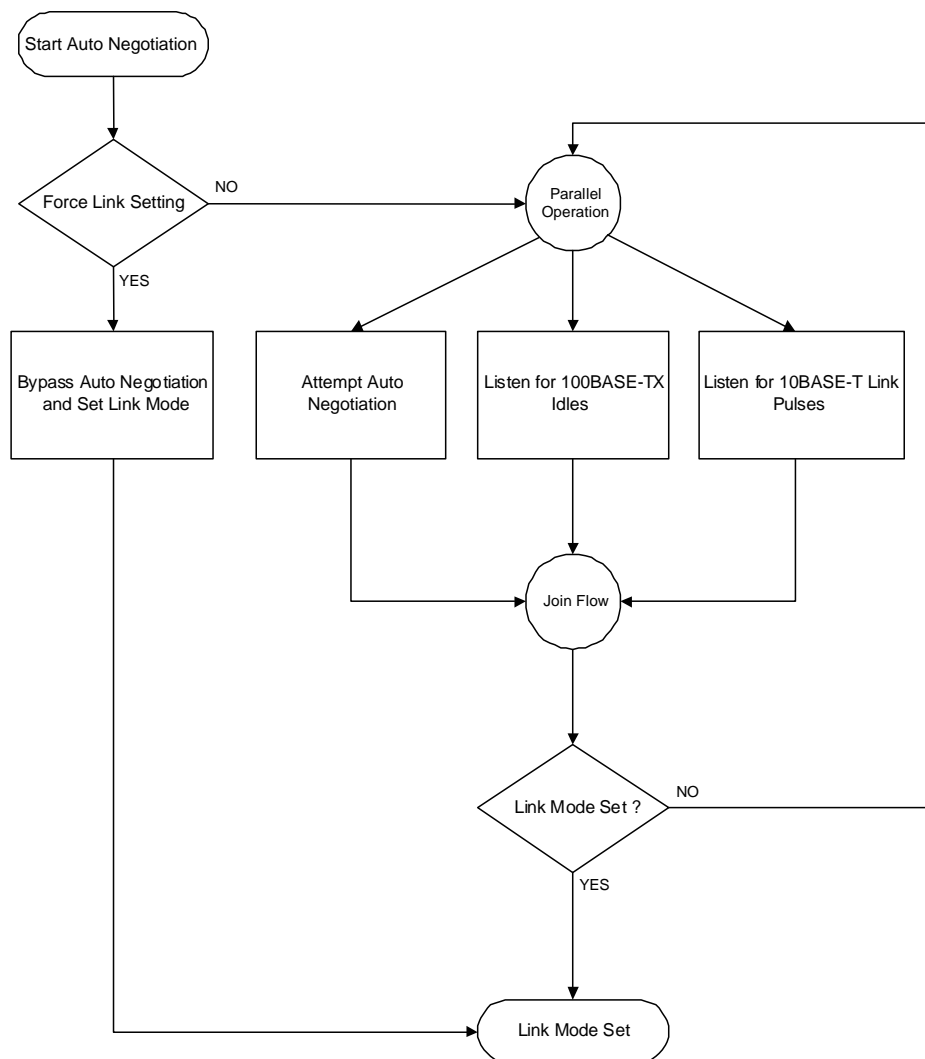 Start Auto Negotiation
Force Link Setting
NO
Parallel
Operation
YES
Bypass Auto Negotiation
and Set Link Mode
Attempt Auto
Negotiation
Listen for 100BASE-TX
Idles
Listen for 10BASE-T Link
Pulses
Join Flow
Link Mode Set ?
NO
YES
Link Mode Set